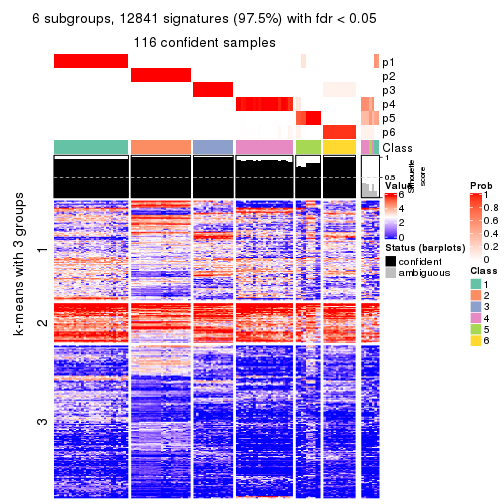 6 subgroups, 12841 signatures (97.5%) with fdr < 0.05
116 confident samples
p1
p2
p3
p4
p5
p6
Class
1
0.5
Silhouette
score
k-means with 3 groups
1
2
3
Value
6
4
2
0
Status (barplots)
confident
ambiguous
Prob
1
0.8
0.6
0.4
0.2
0
Class
1
2
3
4
5
6